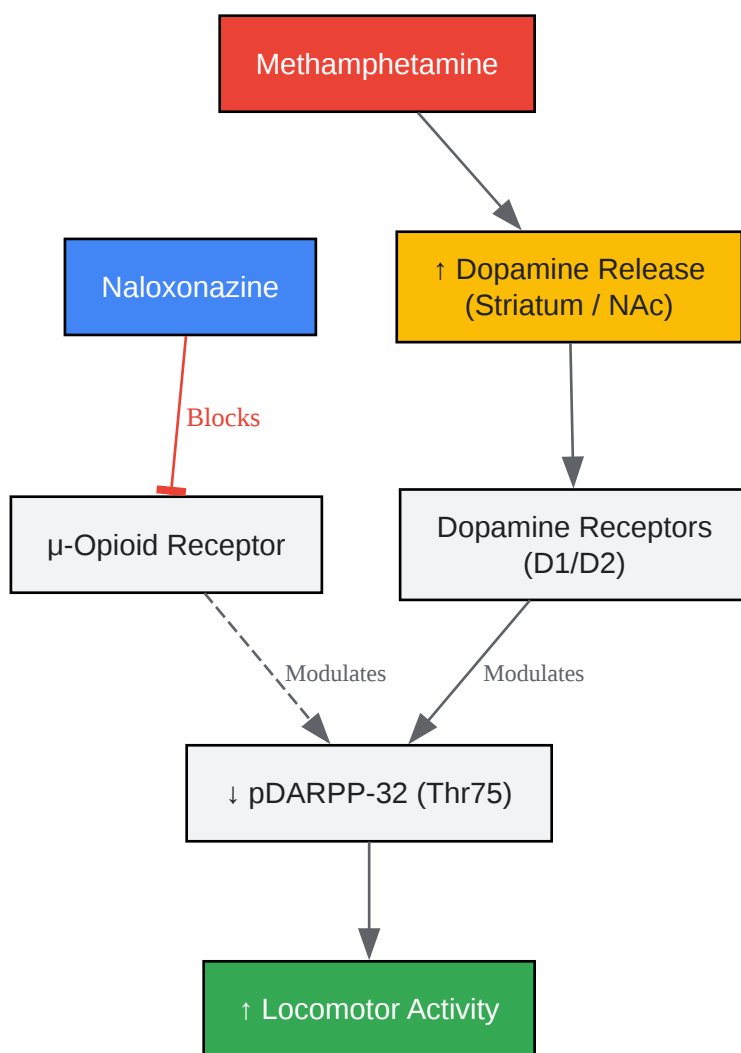 Methamphetamine
Naloxonazine
↑ Dopamine Release
(Striatum / NAc)
Blocks
μ-Opioid Receptor
Dopamine Receptors
(D1/D2)
Modulates
Modulates
↓ pDARPP-32 (Thr75)
↑ Locomotor Activity